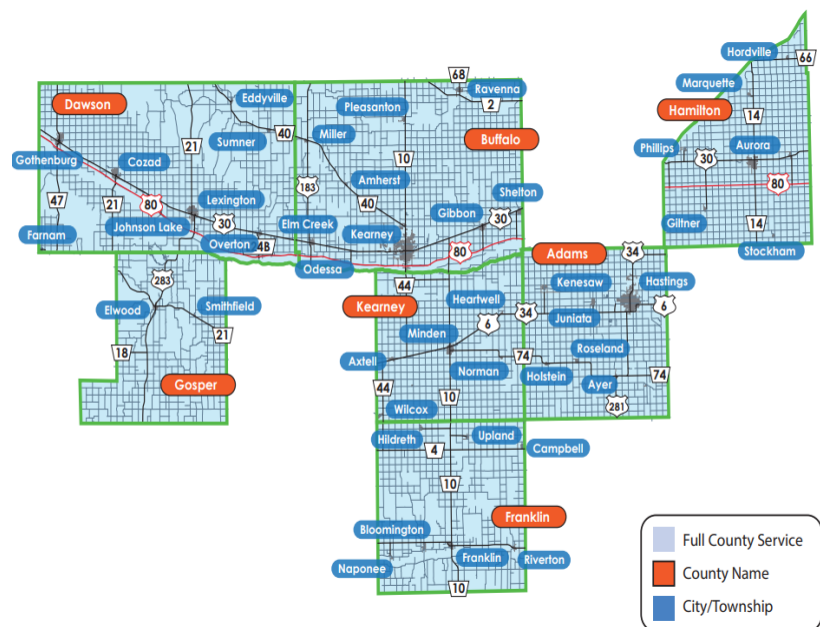 Hordville
66
Marquette
68
Ravenna
Eddyville
2
Dawson
Pleasanton
Hamilton
14
Sumner
40
Miller
Buffalo
Phillips
Aurora
21
10
30
Gothenburg
Cozad
183
Amherst
80
Shelton
47
21
80
Lexington
40
Gibbon
30
Giltner
14
Johnson Lake
30
Elm Creek
Kearney
Farnam
Overton
4B
80
Stockham
Odessa
Adams
34
283
44
Kenesaw
Hastings
Elwood
Smithfield
Kearney
Heartwell
34
6
6
Juniata
21
Minden
18
Roseland
Axtell
74
Norman
Holstein
74
Gosper
44
Ayer
10
281
Wilcox
Hildreth
Upland
4
Campbell
10
Franklin
Bloomington
Full County Service
Franklin
Riverton
Naponee
County Name
10
City/Township